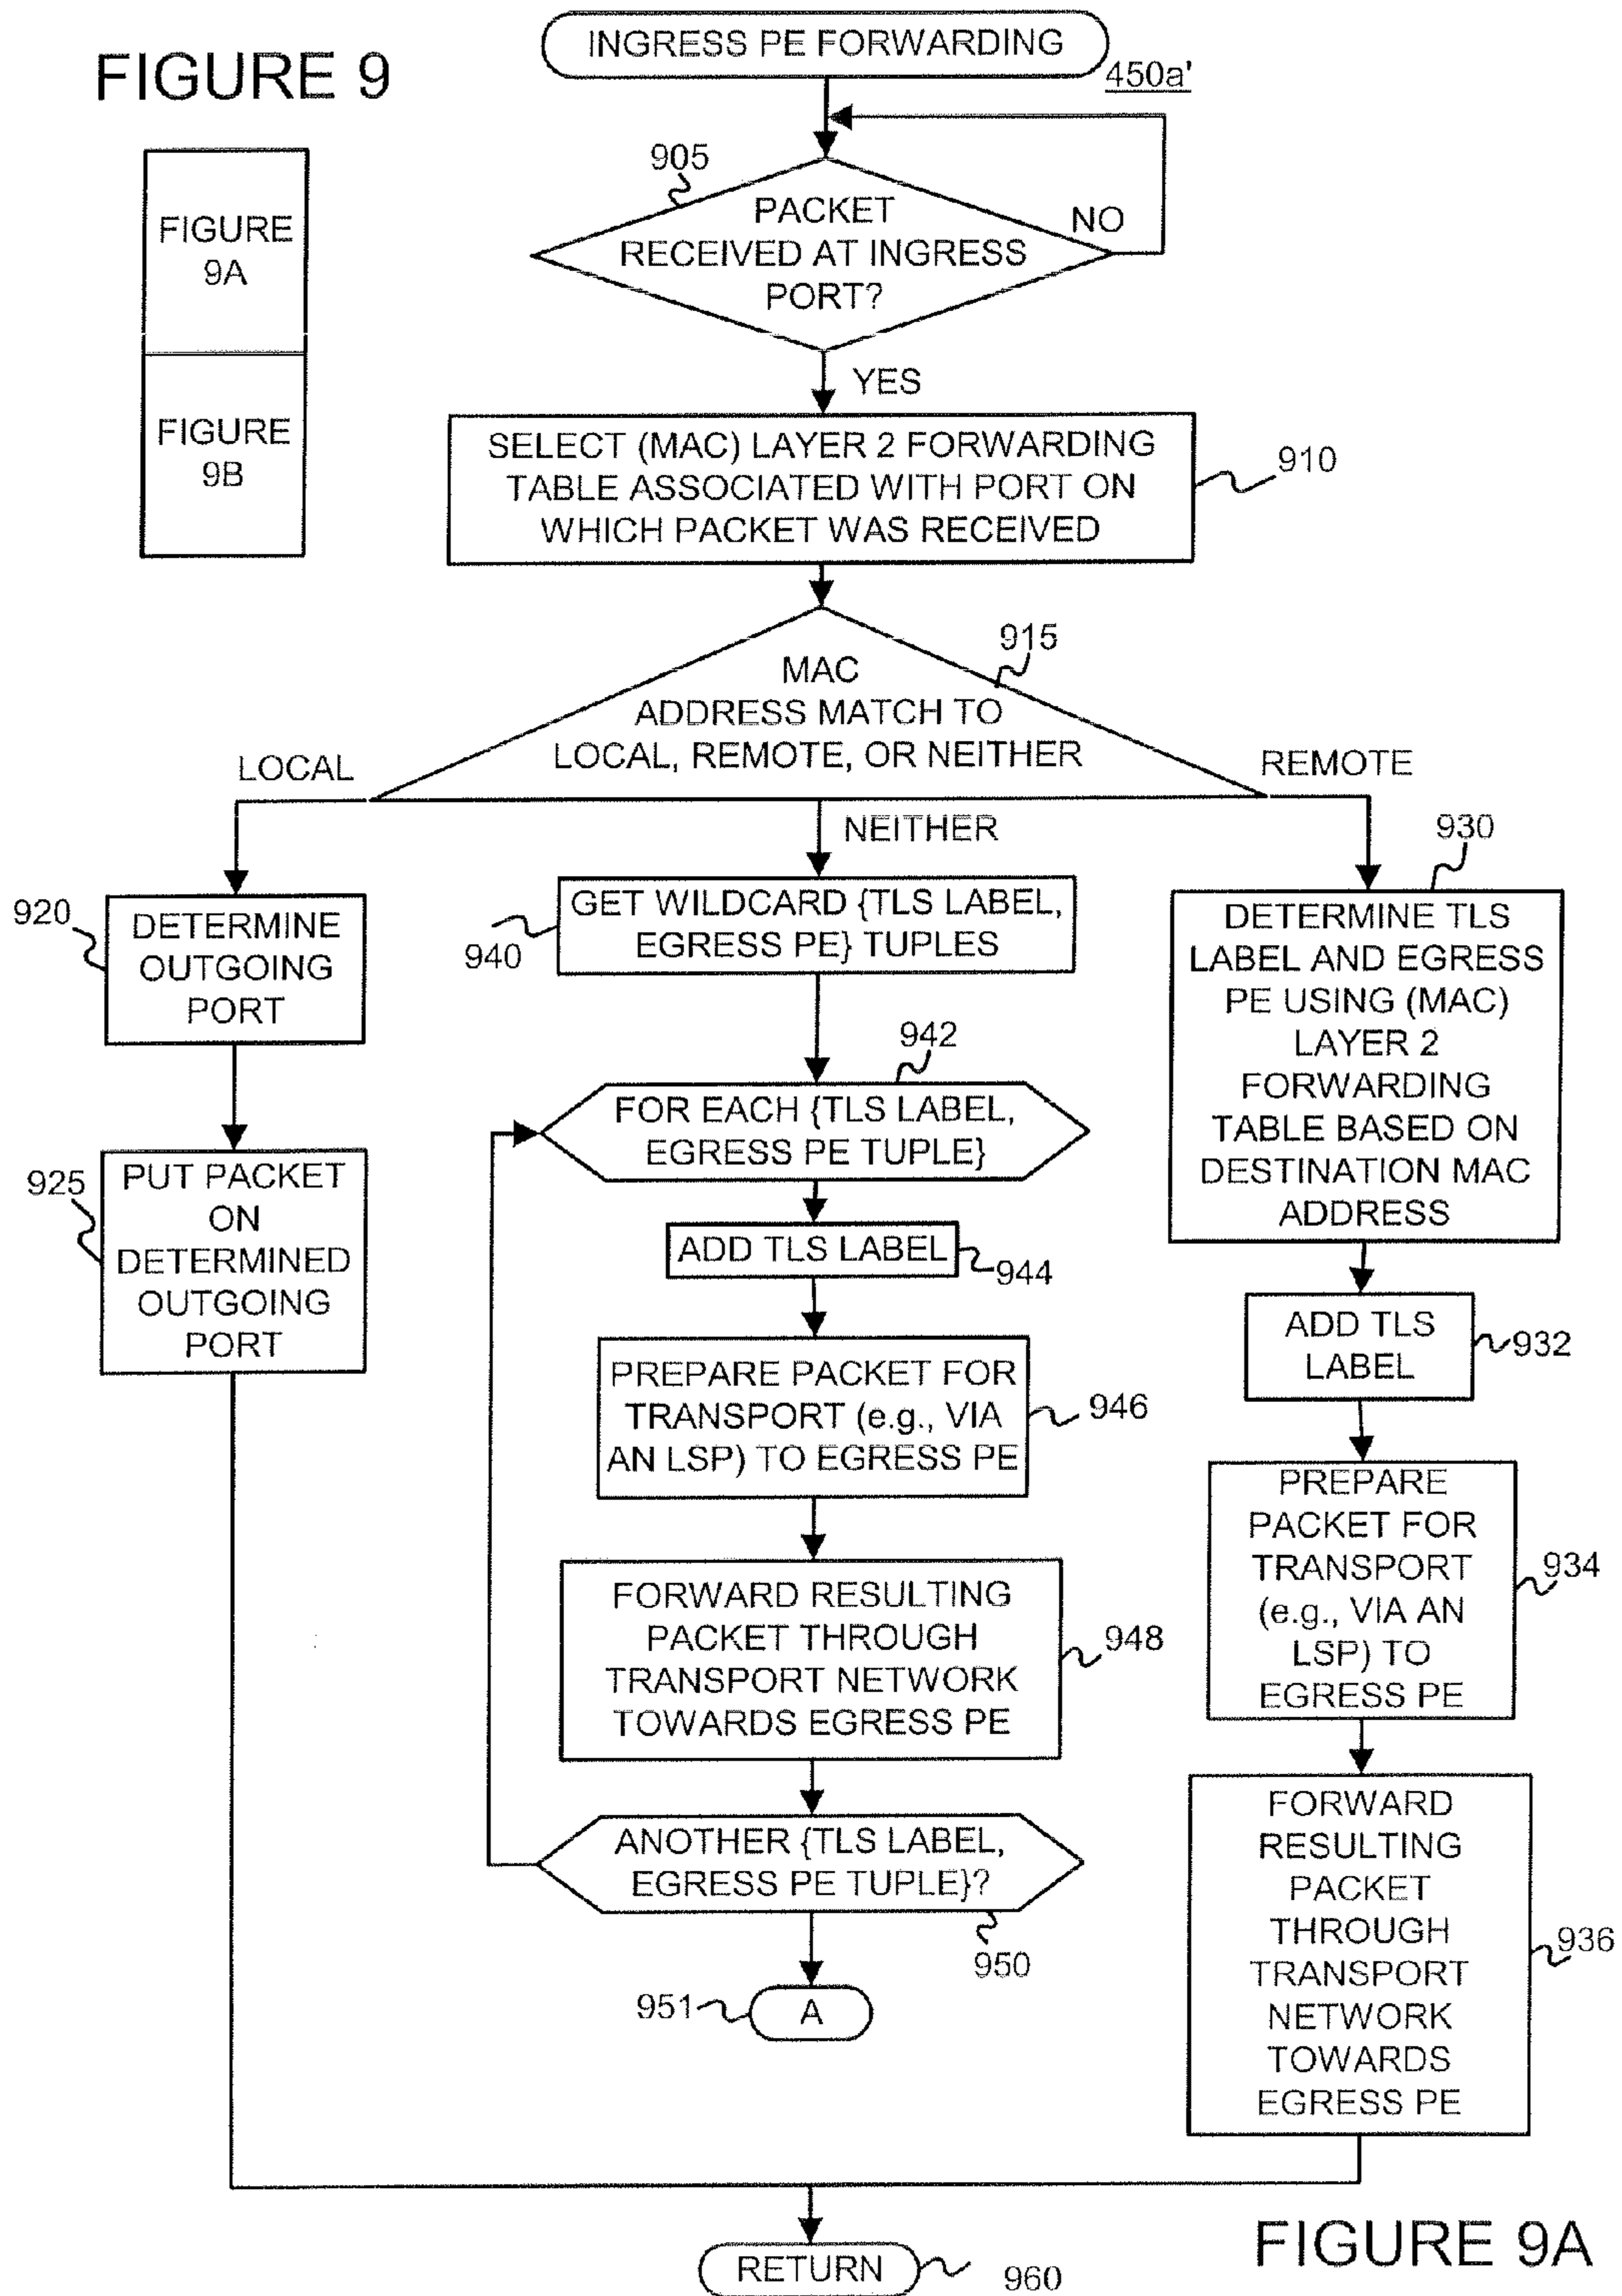 FIGURE 9
INGRESS PE FORWARDING
450a'
FIGURE
9A
FIGURE
9B
905
PACKET
RECEIVED AT INGRESS
PORT?
NO
YES
SELECT (MAC) LAYER 2 FORWARDING
TABLE ASSOCIATED WITH PORT ON
WHICH PACKET WAS RECEIVED
910
915
MAC
ADDRESS MATCH TO
LOCAL, REMOTE, OR NEITHER
LOCAL
NEITHER
REMOTE
920
DETERMINE
OUTGOING
PORT
925
PUT PACKET
ON
DETERMINED
OUTGOING
PORT
GET WILDCARD {TLS LABEL,
EGRESS PE} TUPLES
940
942
FOR EACH {TLS LABEL,
EGRESS PE TUPLE}
ADD TLS LABEL
944
PREPARE PACKET FOR
TRANSPORT (e.g., VIA
AN LSP) TO EGRESS PE
946
FORWARD RESULTING
PACKET THROUGH
TRANSPORT NETWORK
TOWARDS EGRESS PE
948
ANOTHER {TLS LABEL,
EGRESS PE TUPLE}?
950
951
A
930
DETERMINE TLS
LABEL AND EGRESS
PE USING (MAC)
LAYER 2
FORWARDING
TABLE BASED ON
DESTINATION MAC
ADDRESS
ADD TLS
LABEL
932
PREPARE
PACKET FOR
TRANSPORT
(e.g., VIA AN
LSP) TO
EGRESS PE
934
FORWARD
RESULTING
PACKET
THROUGH
TRANSPORT
NETWORK
TOWARDS
EGRESS PE
936
RETURN
960
FIGURE 9A